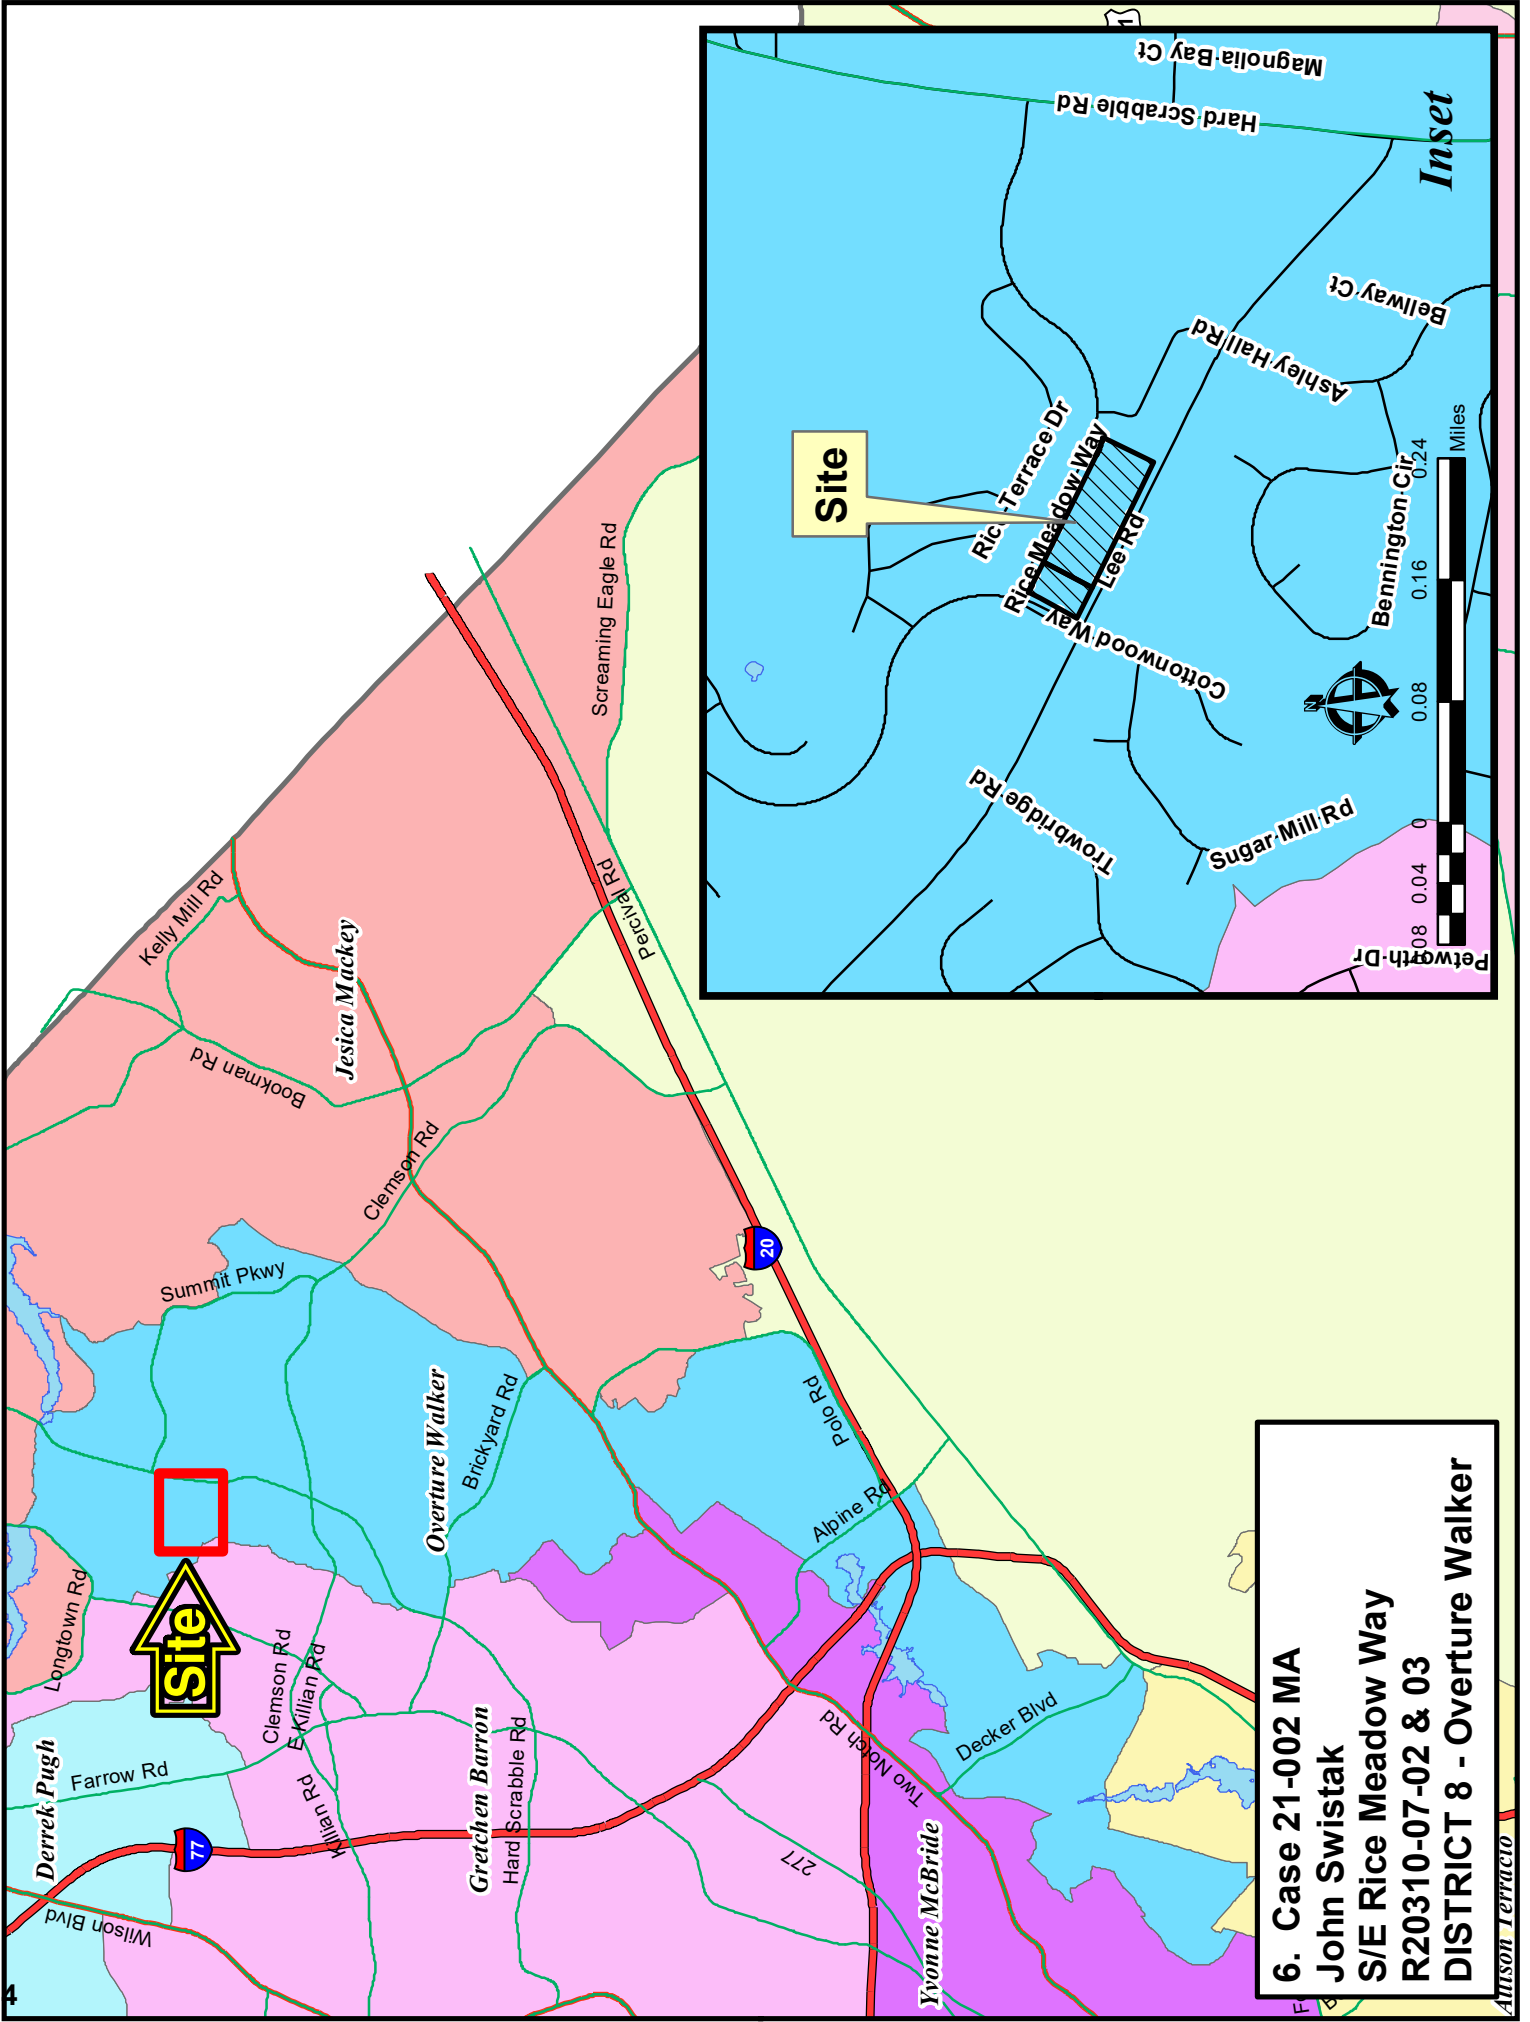 Derrek Pugh
Farrow Rd
Wilson Blvd
77
Longtown Rd
Site
Clemson Rd
E Killian Rd
Killian Rd
Gretchen Barron
Hard Scrabble Rd
277
Yvonne McBride
Two Notch Rd
Decker Blvd
Alpine Rd
Polo Rd
Overture Walker
Brickyard Rd
Summit Pkwy
Clemson Rd
20
Bookman Rd
Jesica Mackey
Kelly Mill Rd
Percival Rd
Screaming Eagle Rd
Allison Terracio
4
6. Case 21-002 MA
John Swistak
S/E Rice Meadow Way
R20310-07-02 & 03
DISTRICT 8 - Overture Walker
Site
Rice Terrace Dr
Rice Meadow Way
Lee Rd
Cottonwood Way
Trowbridge Rd
Sugar Mill Rd
Petworth Dr
Bennington Cir
Ashley Hall Rd
Bellway Ct
Hard Scrabble Rd
Magnolia Bay Ct
Inset
N
0.04 0 0.08 0.16 0.24
Miles